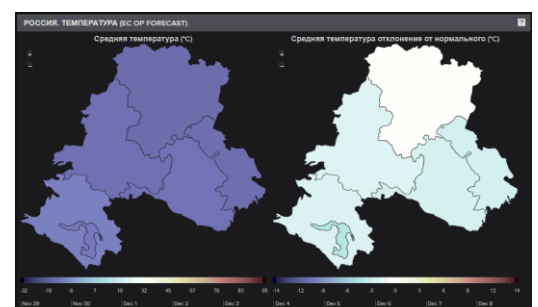 РОССИЯ. ТЕМПЕРАТУРА (EC OP FORECAST)
?
Средняя температура (°C)
Средняя температура отклонение от нормального (°C)
+
–
+
–
-32 -19 -6 7 19 32 45 57 70 83 95
-14 -12 -9 -6 -3 0 3 6 9 12 14
Nov 29 Nov 30 Dec 1 Dec 2 Dec 3 Dec 4 Dec 5 Dec 6 Dec 7 Dec 8